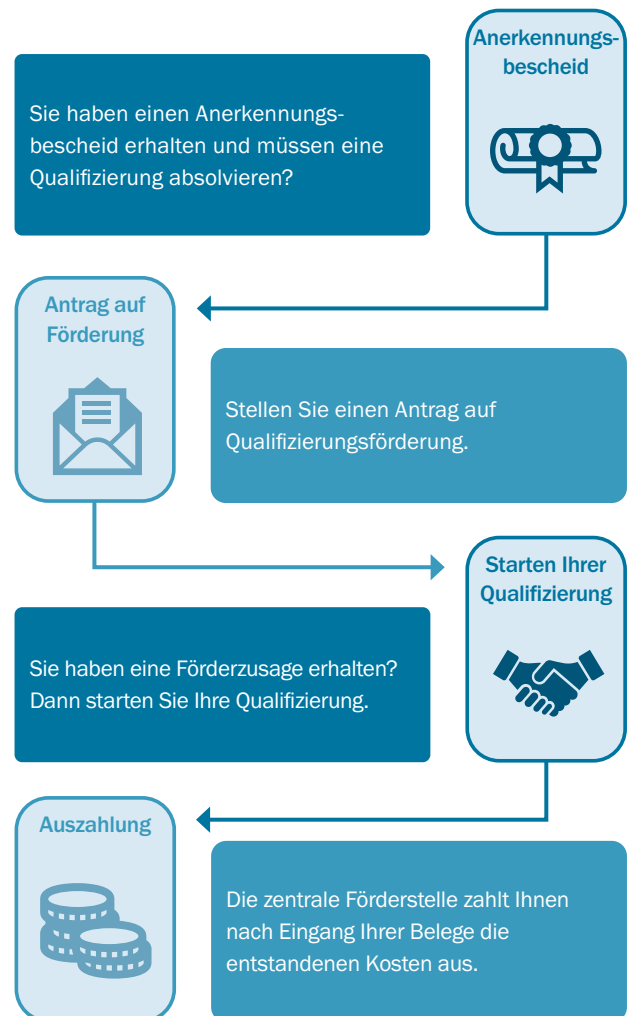 Anerkennungs-
bescheid
Sie haben einen Anerkennungs-
bescheid erhalten und müssen eine
Qualifizierung absolvieren?
Antrag auf
Förderung
Stellen Sie einen Antrag auf
Qualifizierungsförderung.
Starten Ihrer
Qualifizierung
Sie haben eine Förderzusage erhalten?
Dann starten Sie Ihre Qualifizierung.
Auszahlung
Die zentrale Förderstelle zahlt Ihnen
nach Eingang Ihrer Belege die
entstandenen Kosten aus.